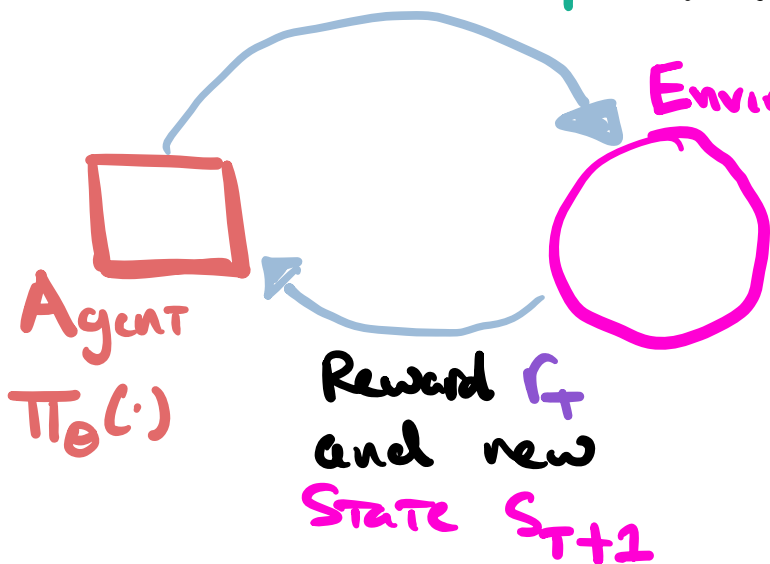 Agent
πθ(·)
Reward rt
and new
State St+1